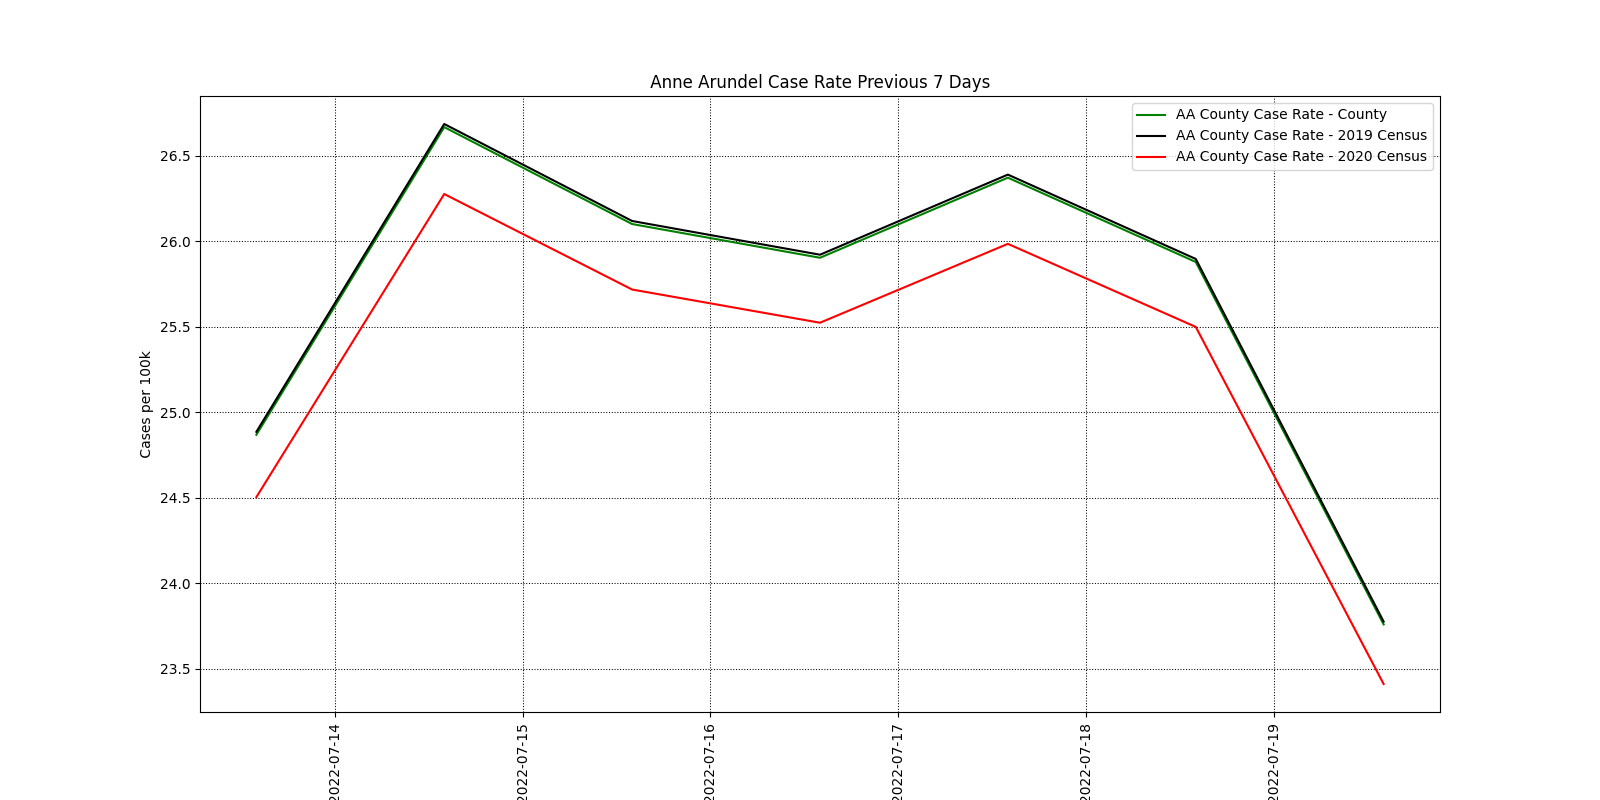 Anne Arundel Case Rate Previous 7 Days
AA County Case Rate - County
AA County Case Rate - 2019 Census
AA County Case Rate - 2020 Census
Cases per 100k
26.5
26.0
25.5
25.0
24.5
24.0
23.5
2022-07-14
2022-07-15
2022-07-16
2022-07-17
2022-07-18
2022-07-19